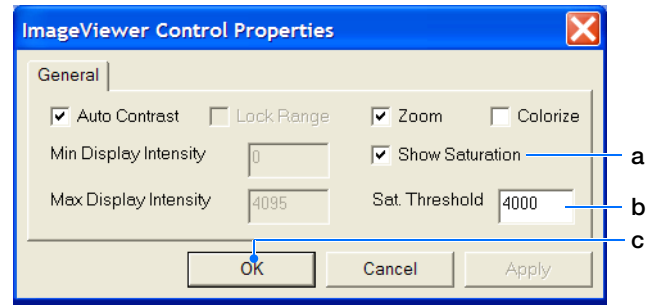 ImageViewer Control Properties
General
Auto Contrast Lock Range Zoom Colorize
Min Display Intensity 0 Show Saturation a
Max Display Intensity 4095 Sat. Threshold 4000 b
c
OK Cancel Apply